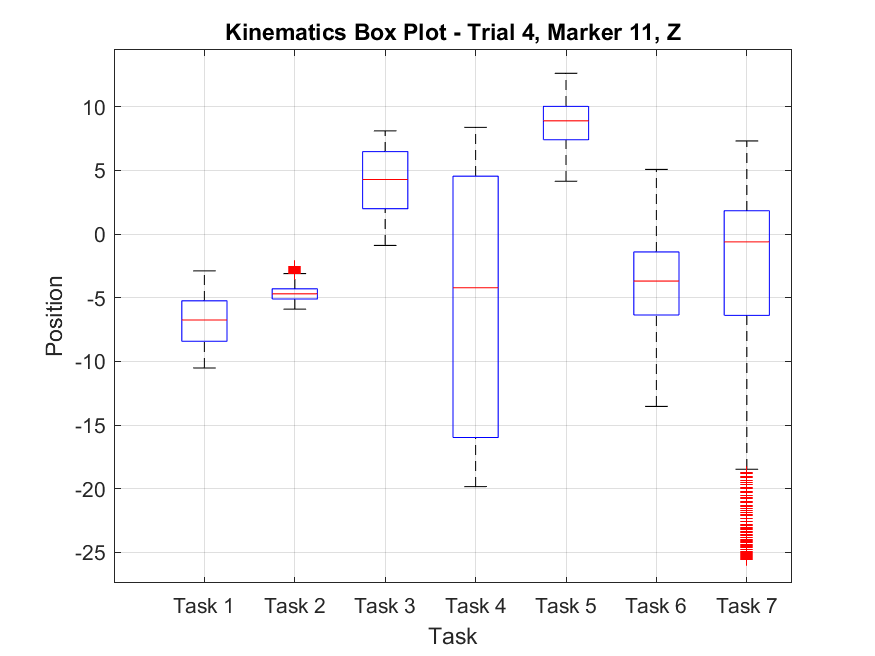 Kinematics Box Plot - Trial 4, Marker 11, Z
Position
10
5
0
-5
-10
-15
-20
-25
Task 1 Task 2 Task 3 Task 4 Task 5 Task 6 Task 7
Task